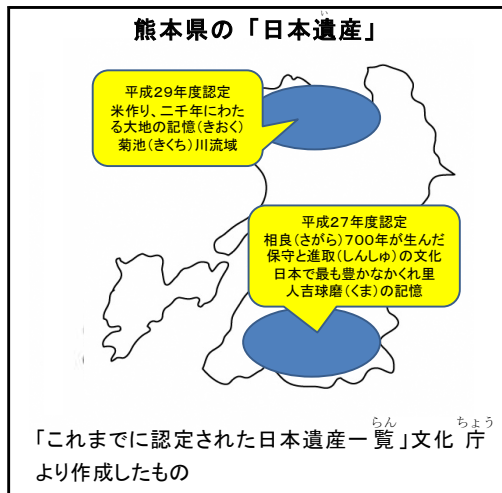 熊本県の「日本遺産」
平成29年度認定
米作り、二千年にわた
る大地の記憶(きおく)
菊池(きくち)川流域
平成27年度認定
相良(さがら)700年が生んだ
保守と進取(しんしゅ)の文化
日本で最も豊かなかくれ里
人吉球磨(くま)の記憶
「これまでに認定された日本遺産一覧」文化庁
より作成したもの